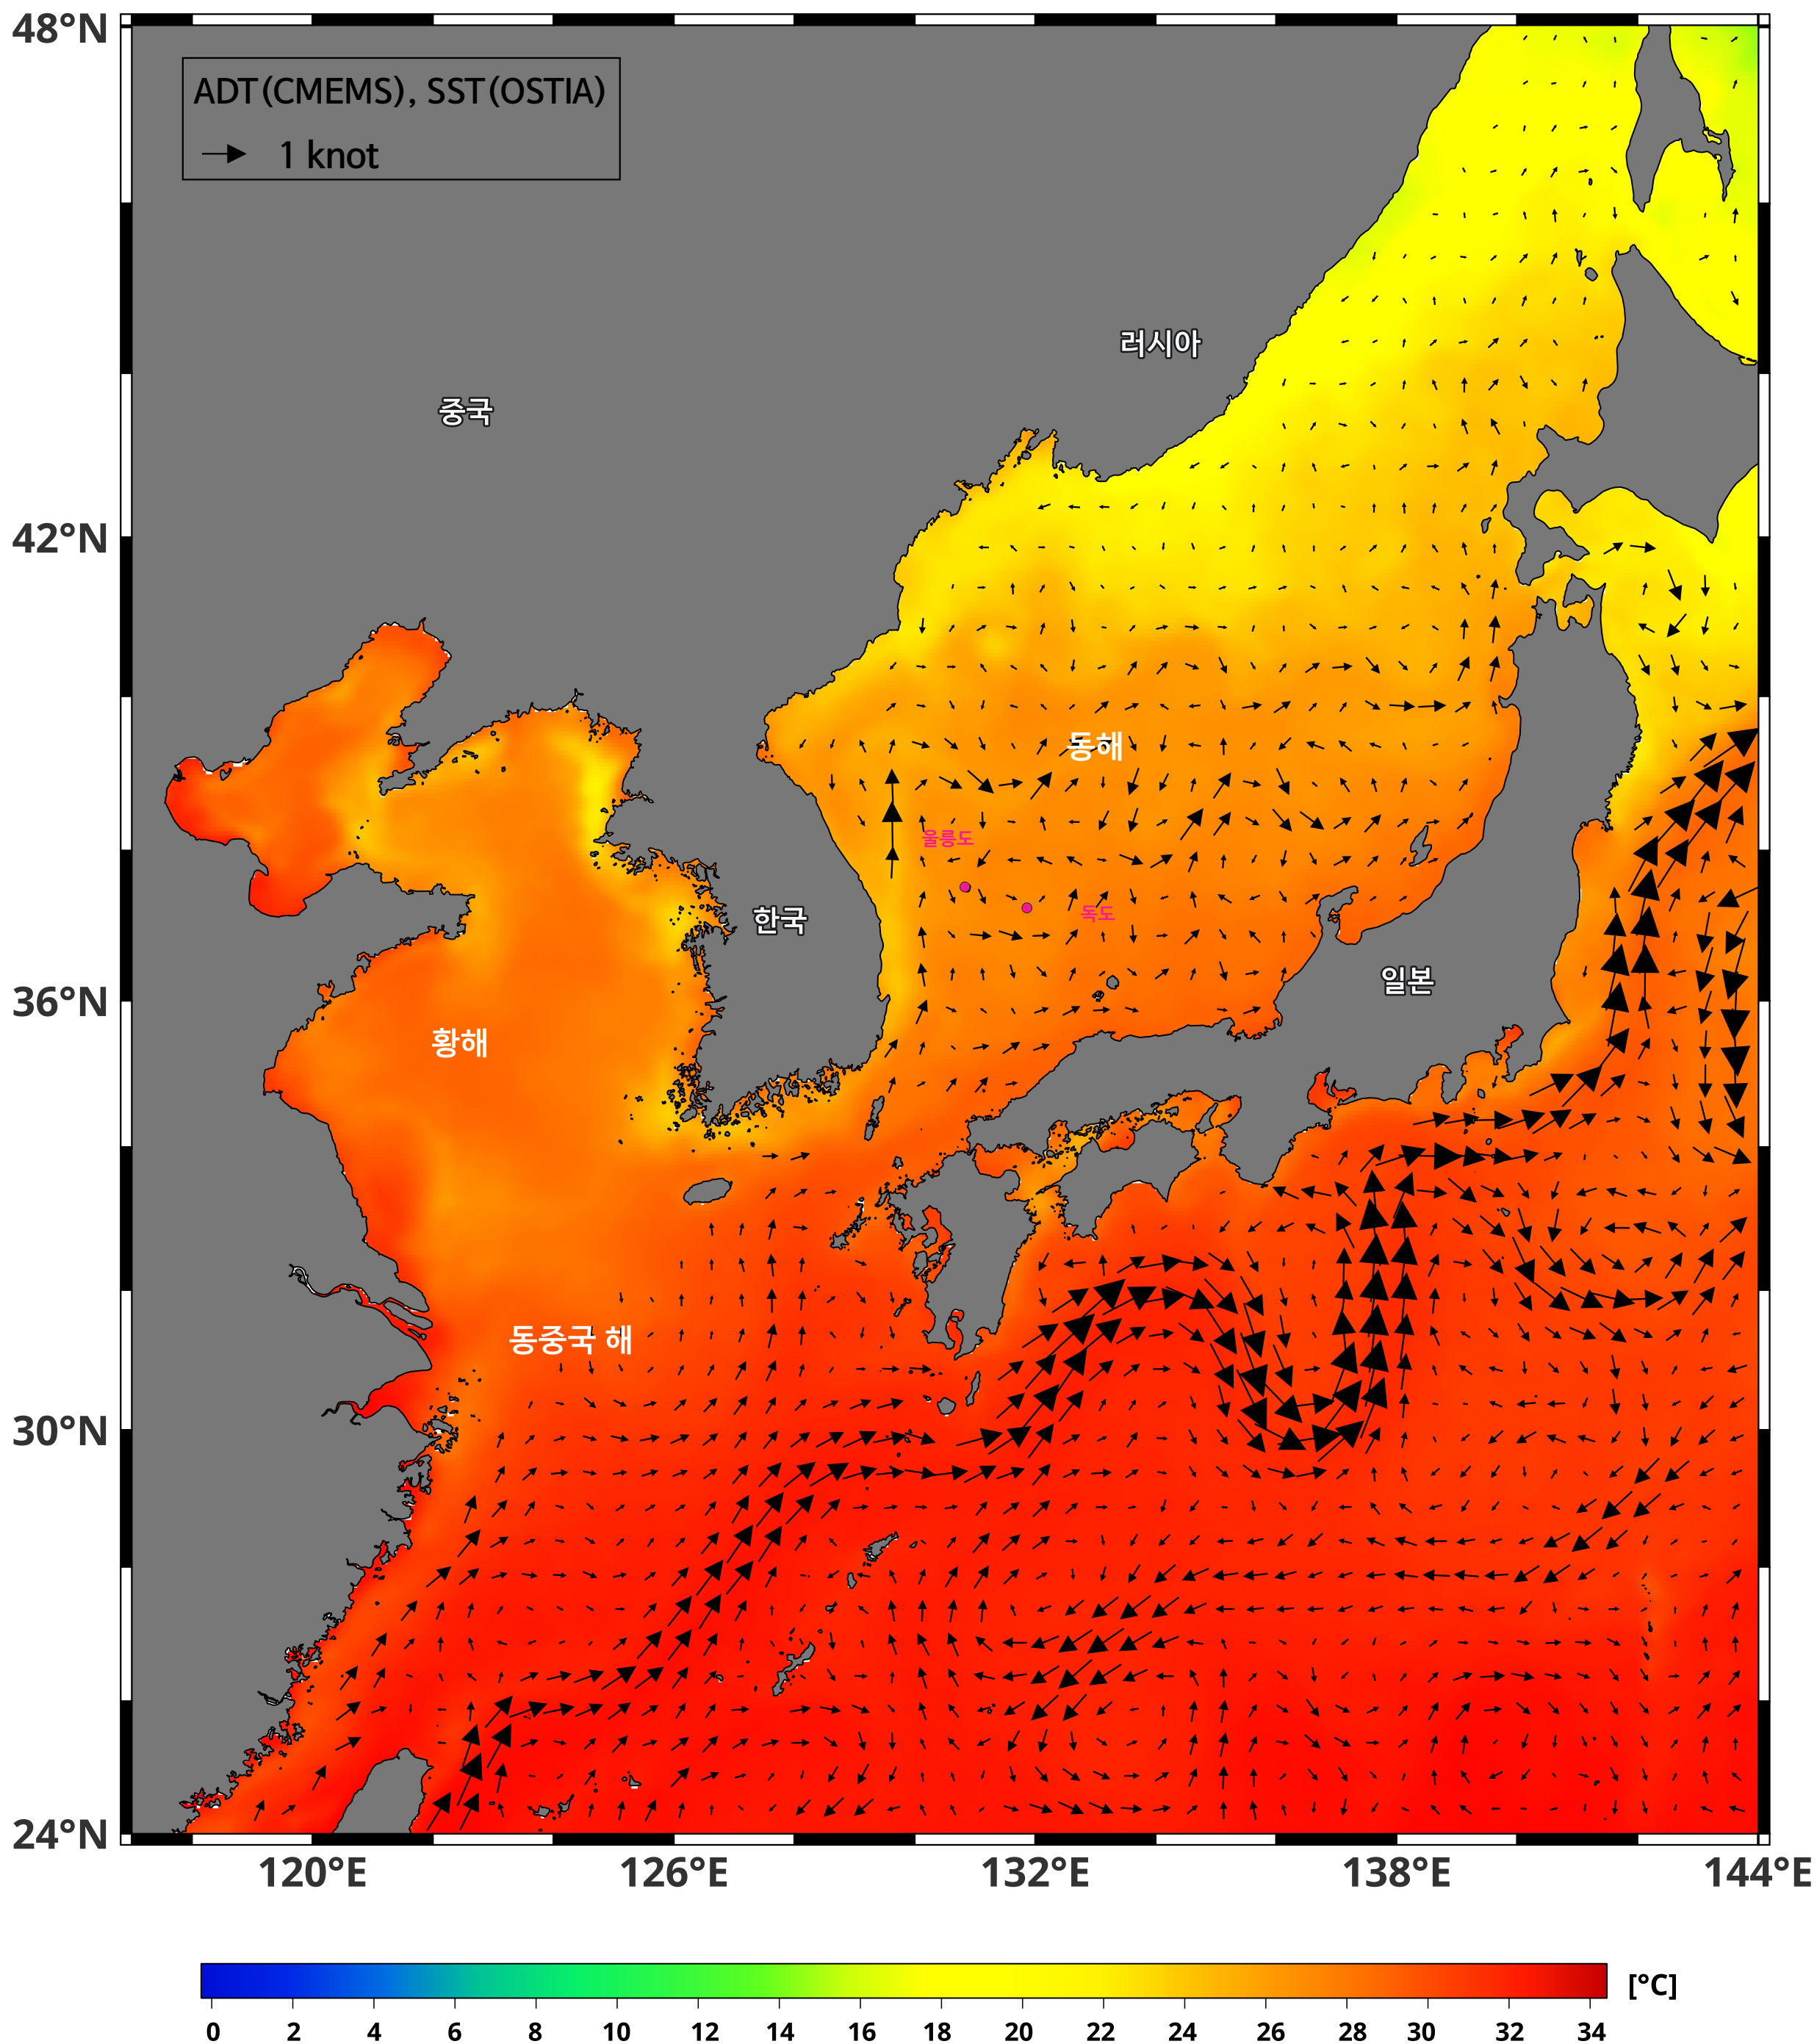 48°N
ADT(CMEMS), SST(OSTIA)
1 knot
러시아
중국
42°N
동해
울릉도
한국
독도
일본
36°N
황해
동중국 해
30°N
24°N
120°E 126°E 132°E 138°E 144°E
[°C]
0 2 4 6 8 10 12 14 16 18 20 22 24 26 28 30 32 34